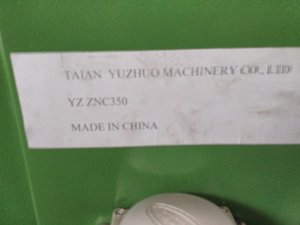 TAIAN YUZHUO MACHINERY CO., LTD
YZ ZNC350
MADE IN CHINA